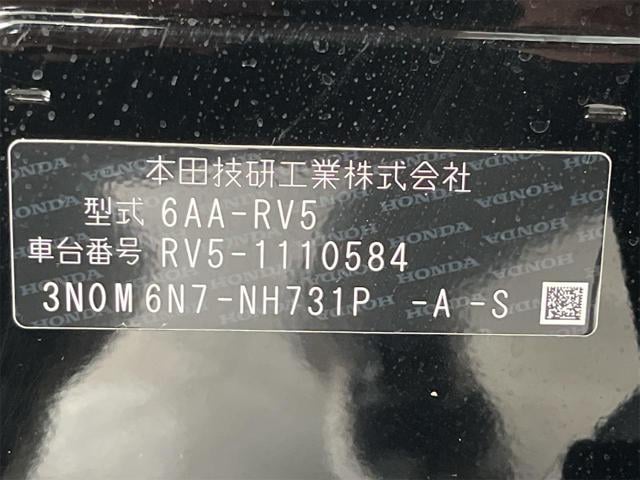 本田技研工業株式会社
型式 6AA-RV5
車台番号 RV5-1110584
3N0M6N7-NH731P -A-S